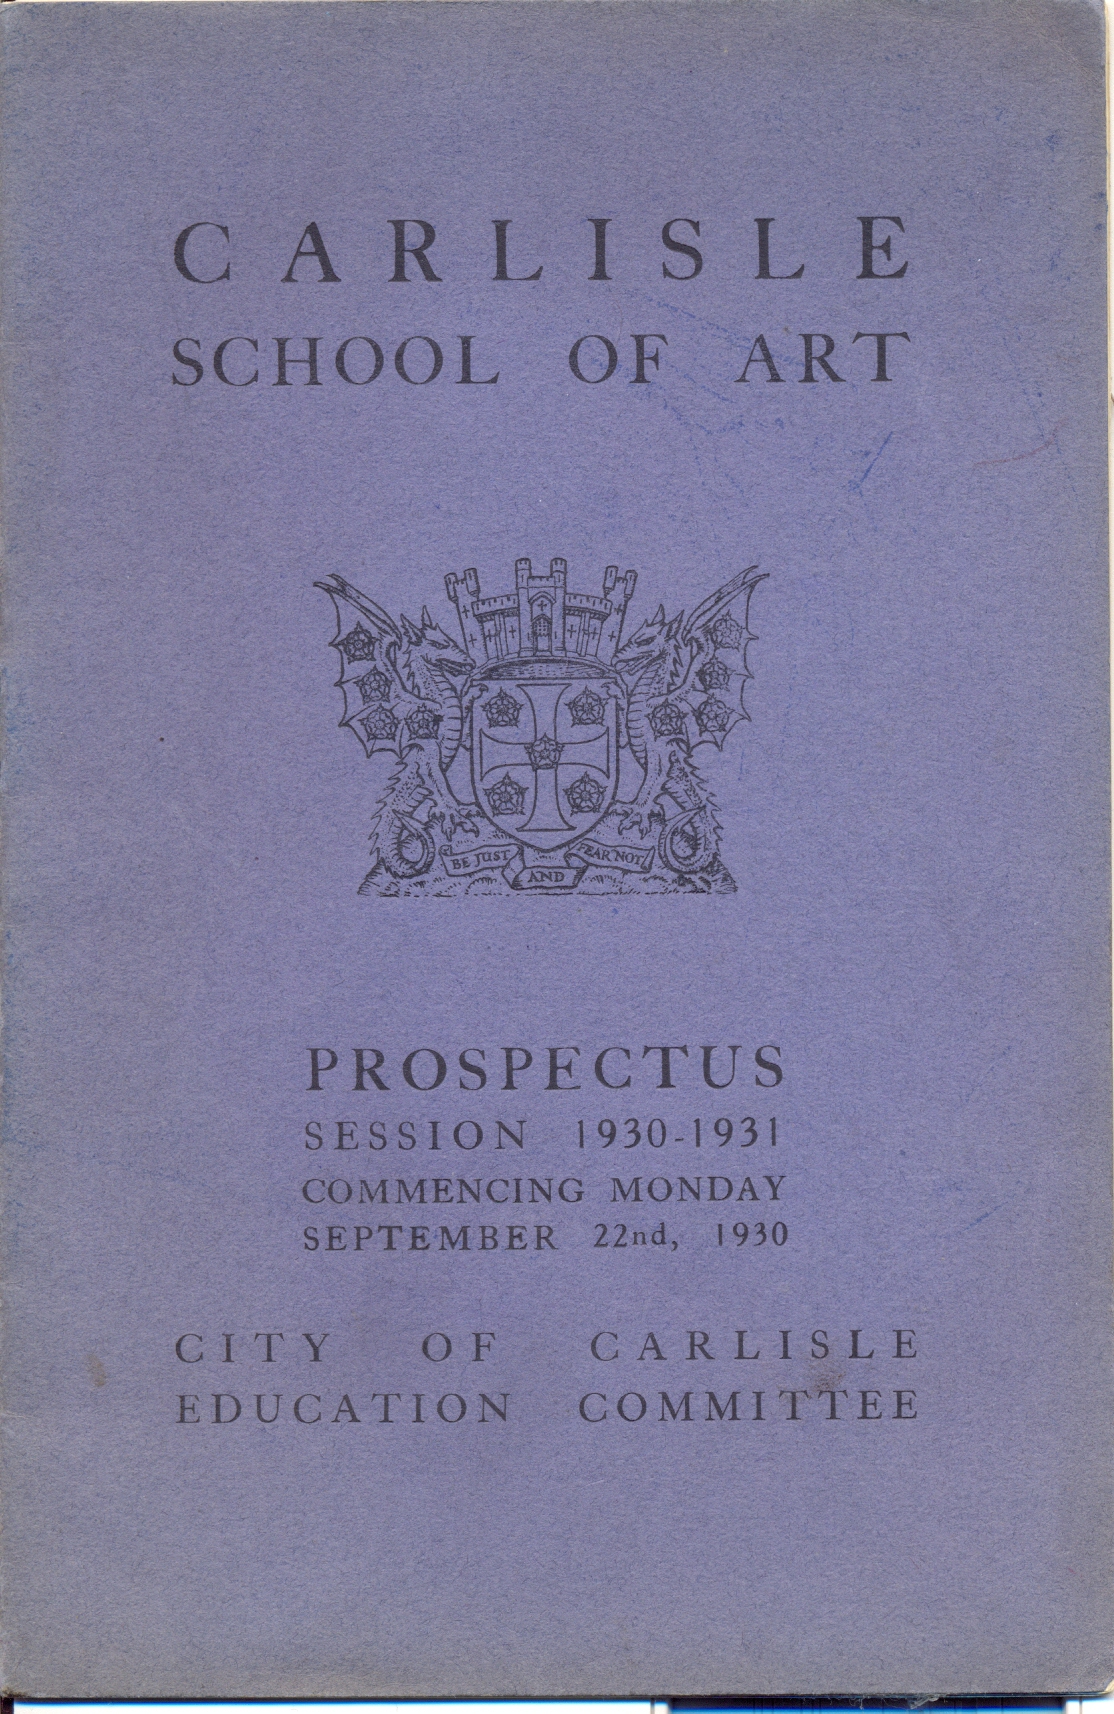 CARLISLE
SCHOOL OF ART
BE JUST AND FEAR NOT
PROSPECTUS
SESSION 1930-1931
COMMENCING MONDAY
SEPTEMBER 22nd, 1930
CITY OF CARLISLE
EDUCATION COMMITTEE